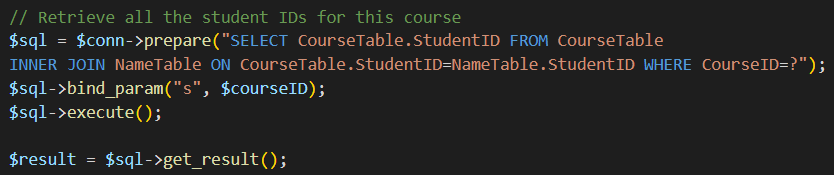 // Retrieve all the student IDs for this course
$sql = $conn->prepare("SELECT CourseTable.StudentID FROM CourseTable
INNER JOIN NameTable ON CourseTable.StudentID=NameTable.StudentID WHERE CourseID=?");
$sql->bind_param("s", $courseID);
$sql->execute();
$result = $sql->get_result();